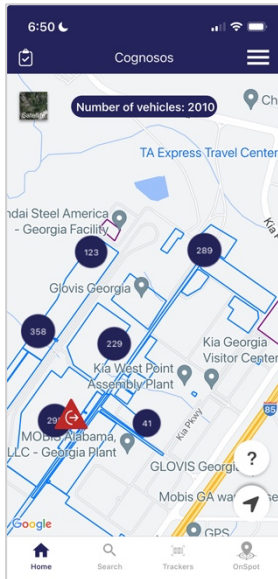 6:50
Cognosos
Satellite
Number of vehicles: 2010
TA Express Travel Center
ndai Steel America
- Georgia Facility
123
289
Glovis Georgia
358
229
Kia Georgia
Visitor Center
Kia West Point
Assembly Plant
41
MOBIS Alabama,
LLC - Georgia Plant
Kia Pkwy
85
?
GLOVIS Georgi
Mobis GA wa
se
Google
GPS
Home
Search
Trackers
OnSpot